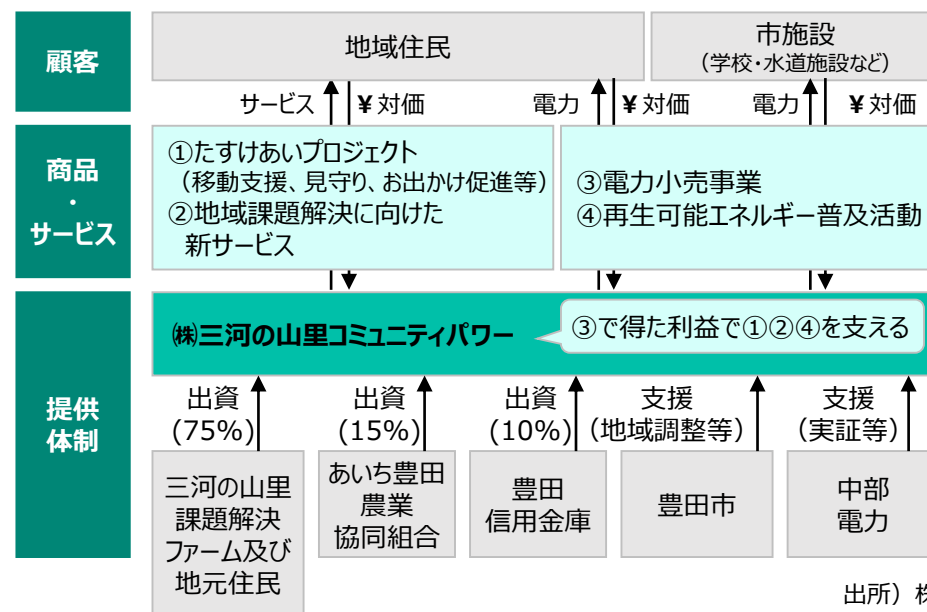 顧客
地域住民
市施設
（学校・水道施設など）
サービス
¥ 対価
電力
¥ 対価
電力
¥ 対価
商品
・
サービス
①たすけあいプロジェクト
（移動支援、見守り、お出かけ促進等）
②地域課題解決に向けた
新サービス
③電力小売事業
④再生可能エネルギー普及活動
提供
体制
㈱三河の山里コミュニティパワー
③で得た利益で①②④を支える
出資
(75%)
出資
(15%)
出資
(10%)
支援
（地域調整等）
支援
（実証等）
三河の山里
課題解決
ファーム及び
地元住民
あいち豊田
農業
協同組合
豊田
信用金庫
豊田市
中部
電力
出所）株